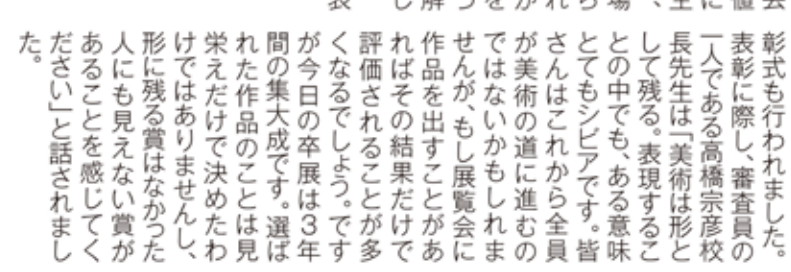 彰式も行われました。
表彰に際し、審査員の
一人である高橋宗彦校
長先生は「美術は形と
して残る。表現するこ
との中でも、ある意味
とてもシビアです。皆
さんはこれから全員
が美術の道に進むの
ではないかもしれま
せんが、もし展覧会に
作品を出すことがあ
ればその結果だけで
評価されることが多
くなるでしょう。です
が今日の卒展は３年
間の集大成です。選ば
れた作品のことは見
栄えだけで決めたわ
けではありませんし、
形に残る賞はなかった
人にも見えない賞が
あることを感じてく
ださい」と話されまし
た。